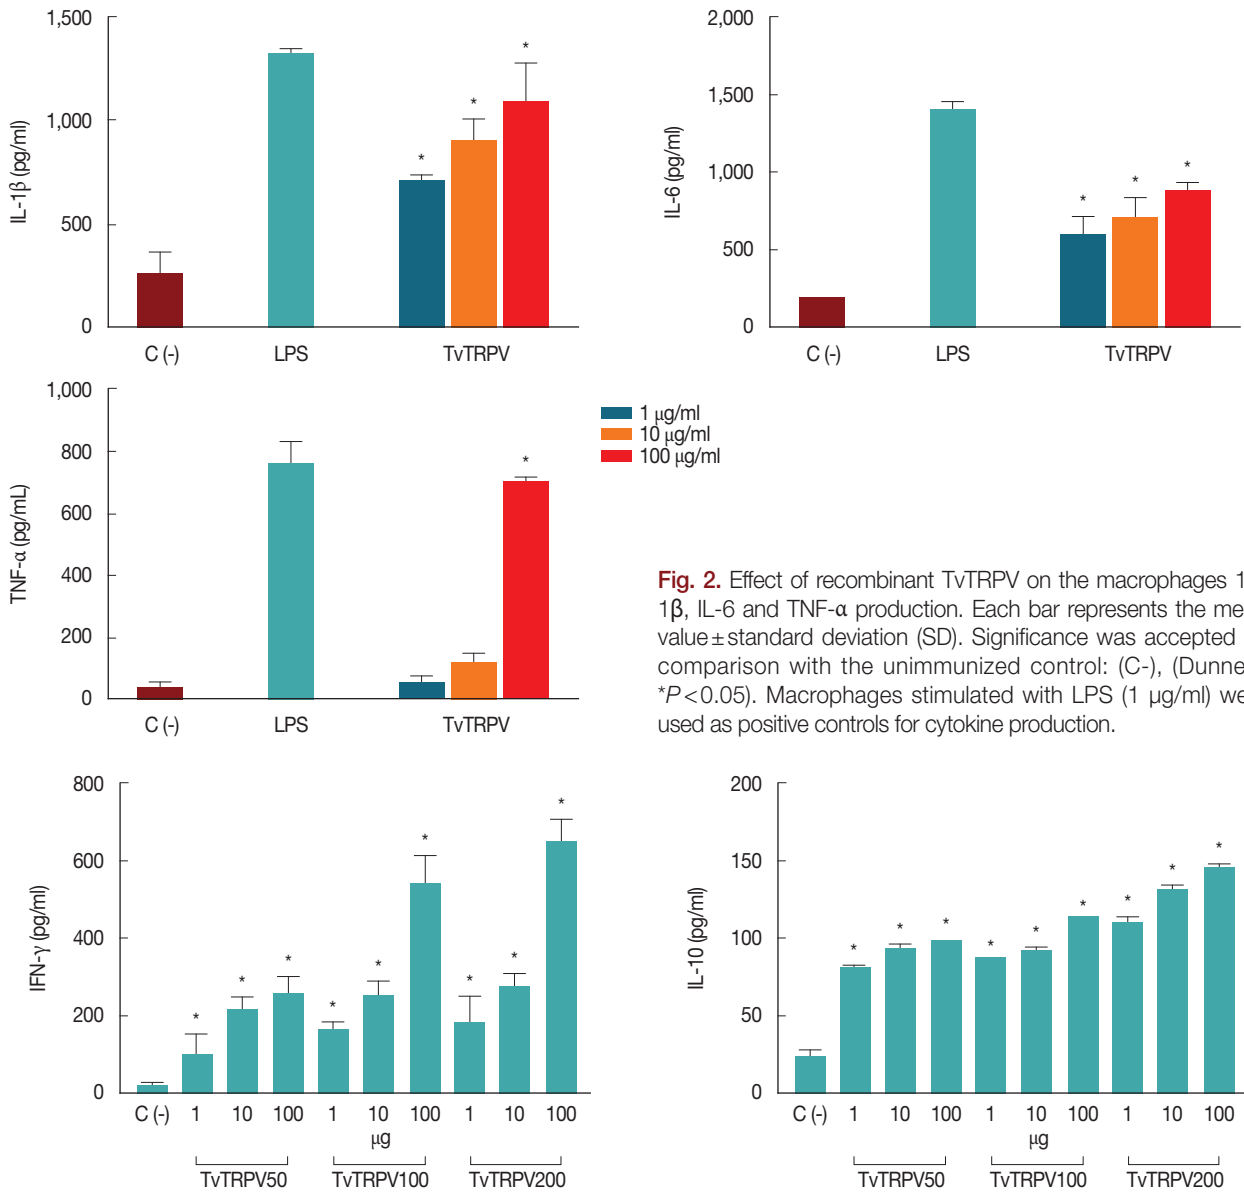 1,500
1,000
500
0
IL-1β (pg/ml)
* * *
C (-) LPS TvTRPV
2,000
1,500
1,000
500
0
IL-6 (pg/ml)
* * *
C (-) LPS TvTRPV
1,000
800
600
400
200
0
TNF-α (pg/mL)
*
C (-) LPS TvTRPV
1 μg/ml
10 μg/ml
100 μg/ml
Fig. 2. Effect of recombinant TvTRPV on the macrophages 1
1β, IL-6 and TNF-α production. Each bar represents the me
value±standard deviation (SD). Significance was accepted
comparison with the unimmunized control: (C-), (Dunne
*P<0.05). Macrophages stimulated with LPS (1 μg/ml) we
used as positive controls for cytokine production.
800
600
400
200
0
IFN-γ (pg/ml)
* * * * * * * * *
C (-) 1 10 100 1 10 100 1 10 100
μg
TvTRPV50 TvTRPV100 TvTRPV200
200
150
100
50
0
IL-10 (pg/ml)
* * * * * * * * *
C (-) 1 10 100 1 10 100 1 10 100
μg
TvTRPV50 TvTRPV100 TvTRPV200